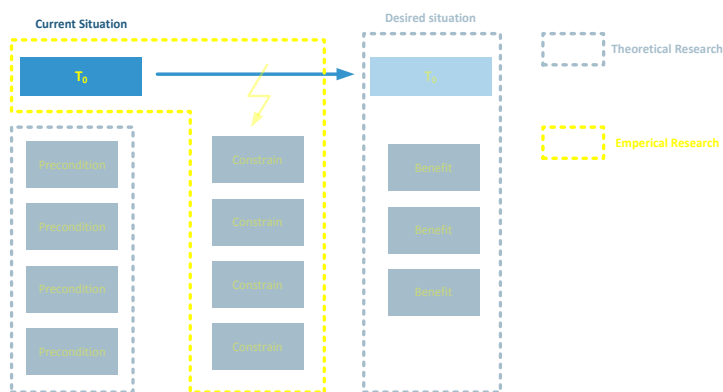 Current Situation
Desired situation
T0
T1
Theoretical Research
Emperical Research
Precondition
Precondition
Precondition
Precondition
Constrain
Constrain
Constrain
Constrain
Benefit
Benefit
Benefit